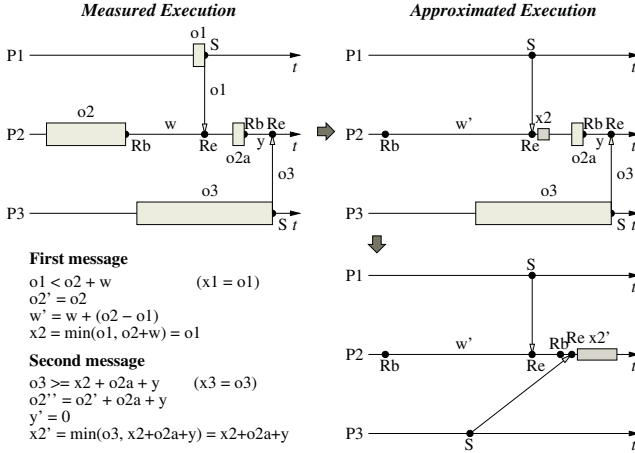 Measured Execution
o1
S
P1
t
o1
o2
w
Rb
Re
P2
Rb
Re
y
t
o2a
o3
P3
S
t
Approximated Execution
S
P1
t
w'
x2
Rb
Re
P2
Rb
Re
y
t
o2a
o3
o3
P3
S
t
S
P1
t
w'
Rb
Re
x2'
P2
Rb
Re
t
P3
S
t
First message
o1 < o2 + w (x1 = o1)
o2' = o2
w' = w + (o2 − o1)
x2 = min(o1, o2+w) = o1
Second message
o3 >= x2 + o2a + y (x3 = o3)
o2'' = o2' + o2a + y
y' = 0
x2' = min(o3, x2+o2a+y) = x2+o2a+y